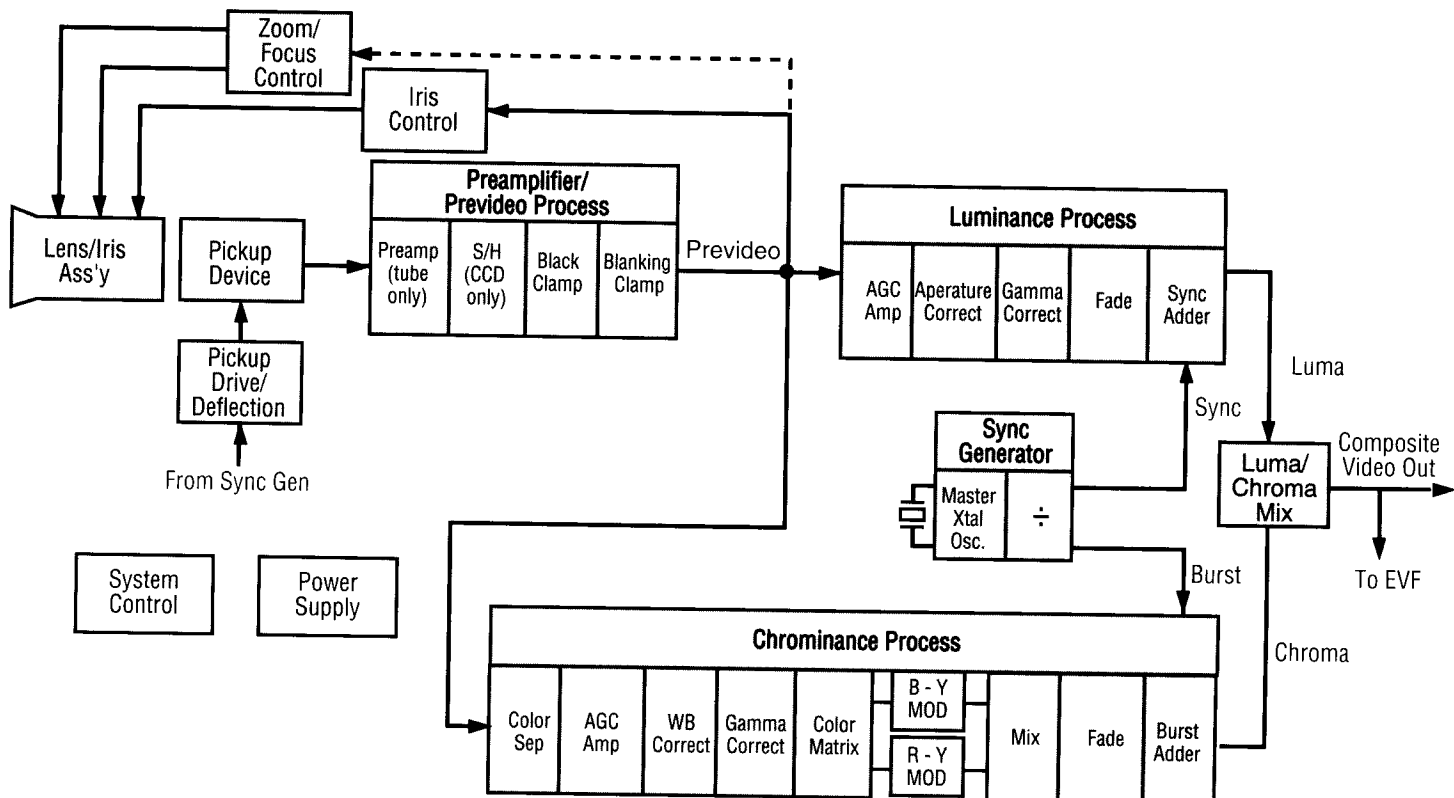 Zoom/
Focus
Control
Iris
Control
Lens/Iris
Ass'y
Pickup
Device
Pickup
Drive/
Deflection
From Sync Gen
Preamplifier/
Prevideo Process
Preamp
(tube
only)
S/H
(CCD
only)
Black
Clamp
Blanking
Clamp
Prevideo
Luminance Process
AGC
Amp
Aperature
Correct
Gamma
Correct
Fade
Sync
Adder
Luma
Sync
Sync
Generator
Master
Xtal
Osc.
÷
Burst
Luma/
Chroma
Mix
Composite
Video Out
To EVF
Chroma
System
Control
Power
Supply
Chrominance Process
Color
Sep
AGC
Amp
WB
Correct
Gamma
Correct
Color
Matrix
B - Y
MOD
R - Y
MOD
Mix
Fade
Burst
Adder